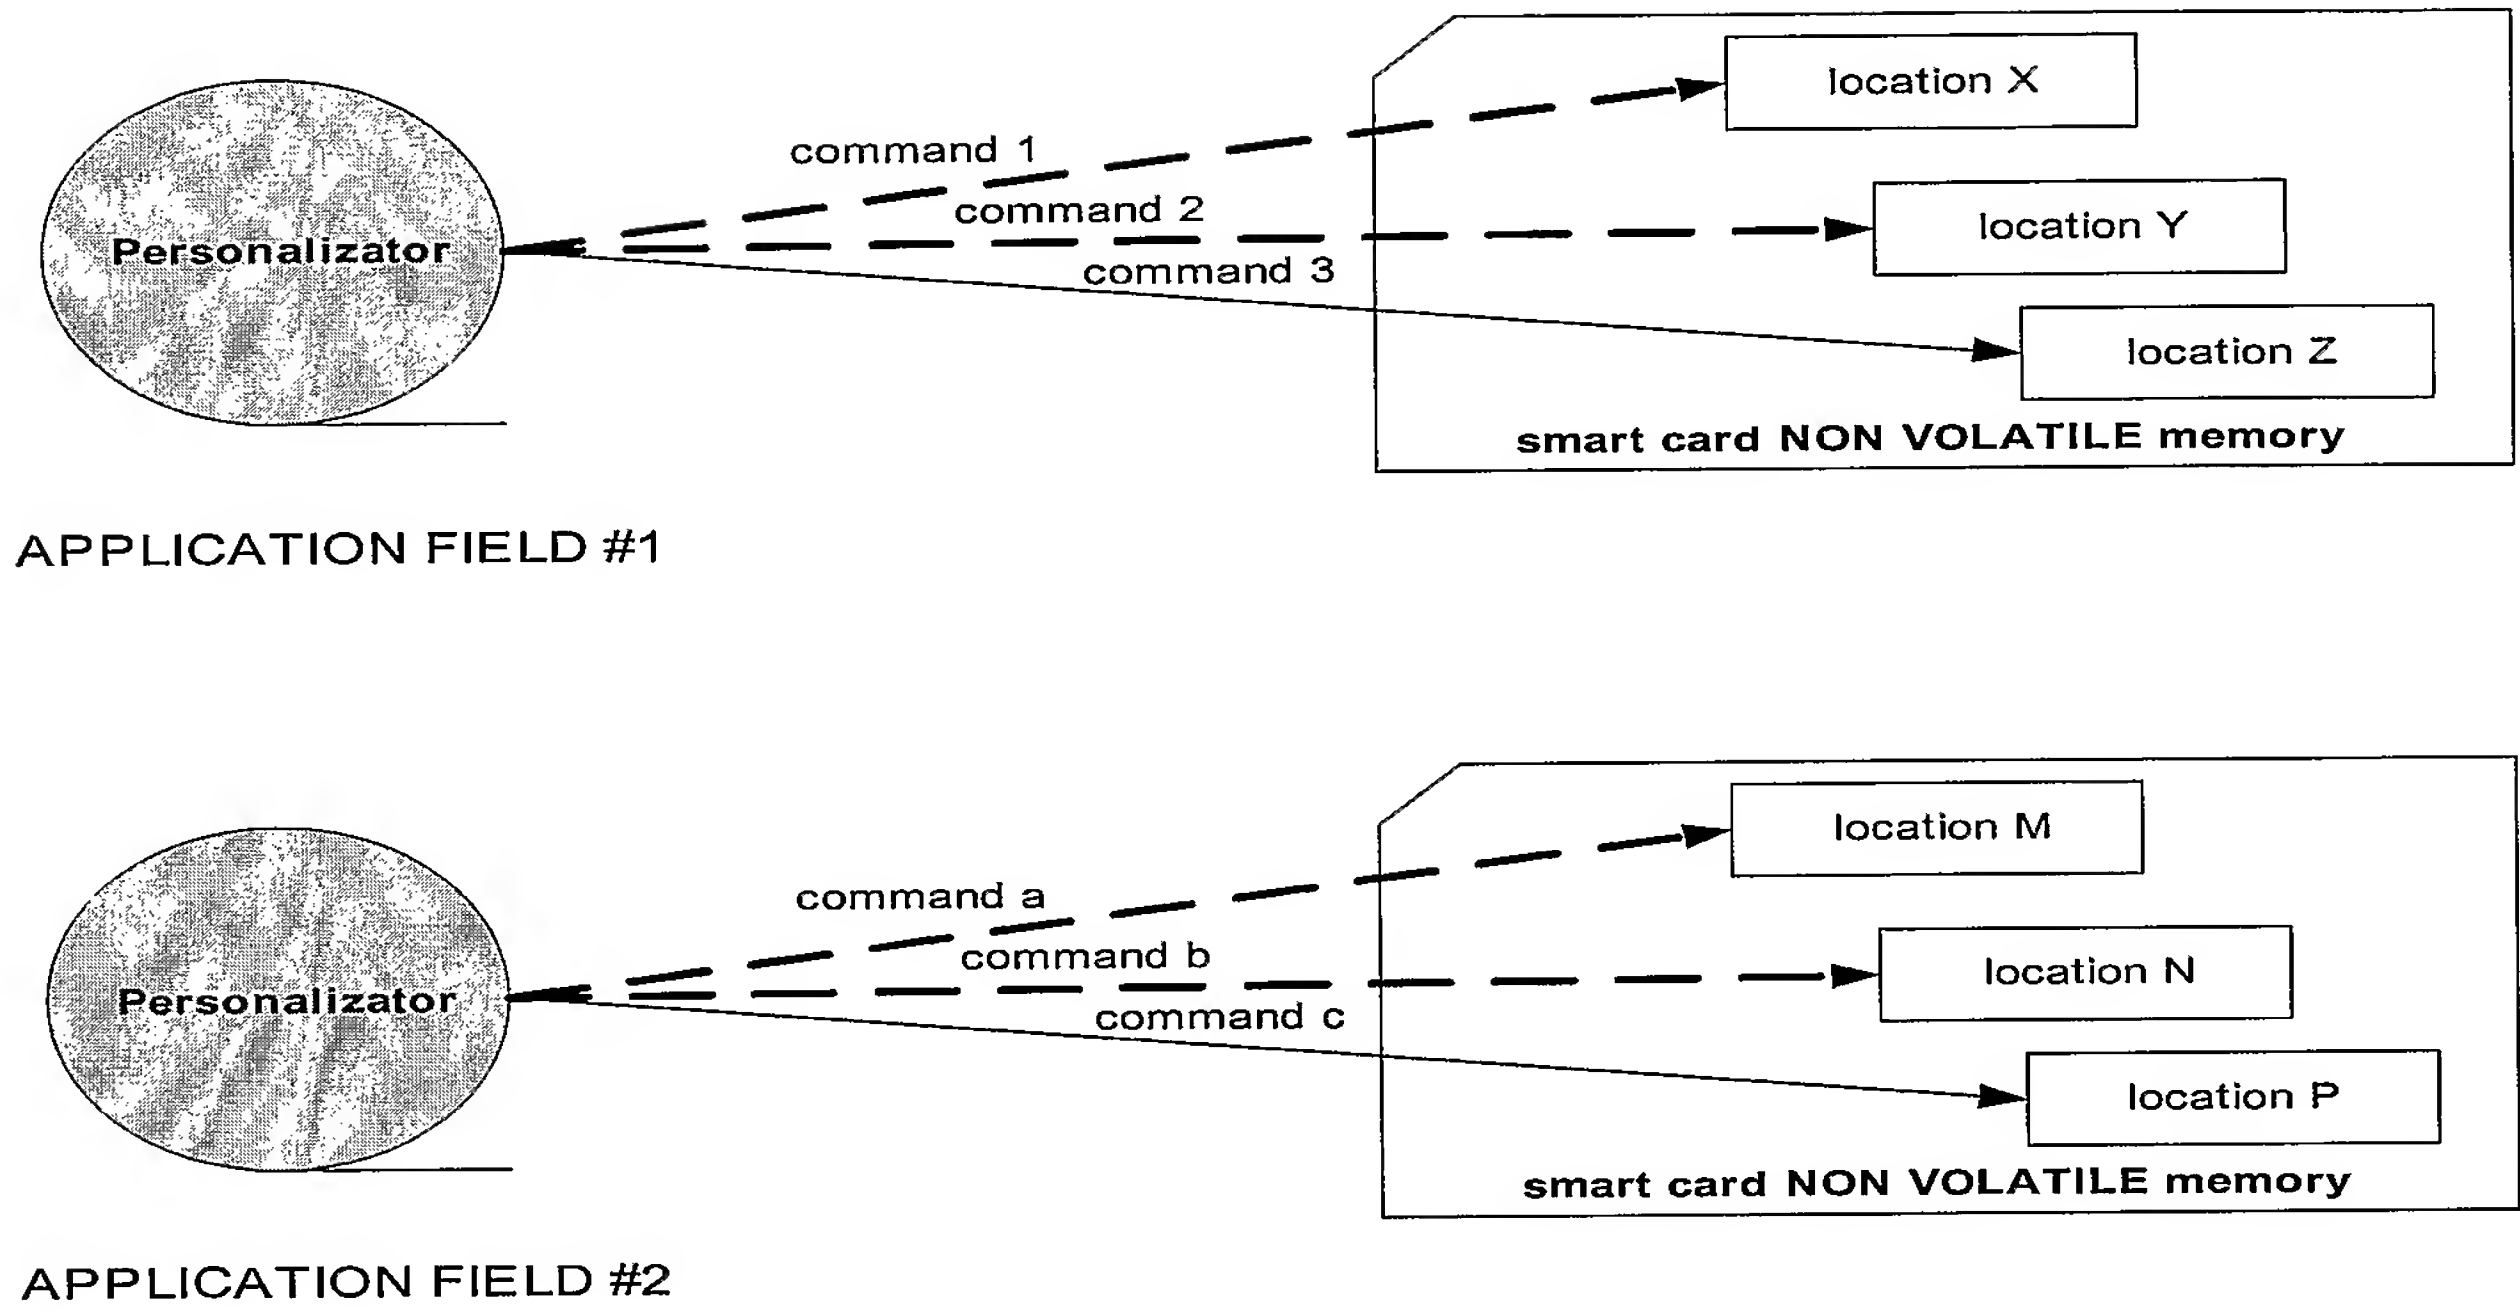 location X
command 1
command 2
location Y
Personalizator
command 3
location Z
smart card NON VOLATILE memory
APPLICATION FIELD #1
location M
command a
command b
location N
Personalizator
command c
location P
smart card NON VOLATILE memory
APPLICATION FIELD #2